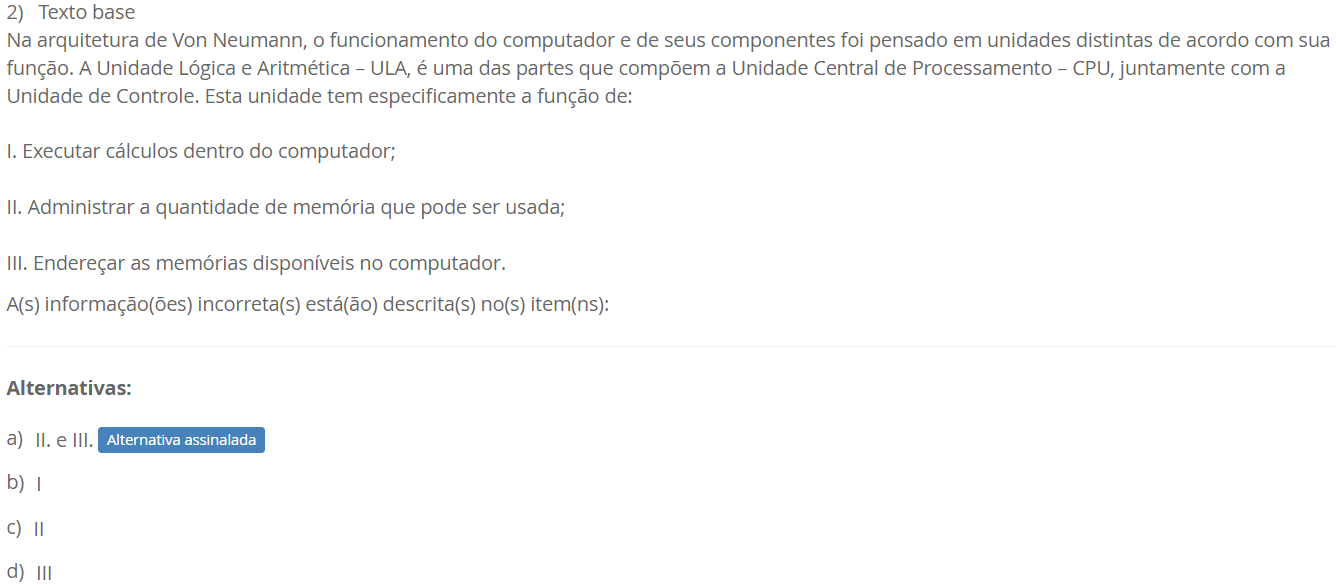 2) Texto base
Na arquitetura de Von Neumann, o funcionamento do computador e de seus componentes foi pensado em unidades distintas de acordo com sua
função. A Unidade Lógica e Aritmética – ULA, é uma das partes que compõem a Unidade Central de Processamento – CPU, juntamente com a
Unidade de Controle. Esta unidade tem especificamente a função de:
I. Executar cálculos dentro do computador;
II. Administrar a quantidade de memória que pode ser usada;
III. Endereçar as memórias disponíveis no computador.
A(s) informação(ões) incorreta(s) está(ão) descrita(s) no(s) item(ns):
Alternativas:
a) II. e III. Alternativa assinalada
b) I
c) II
d) III